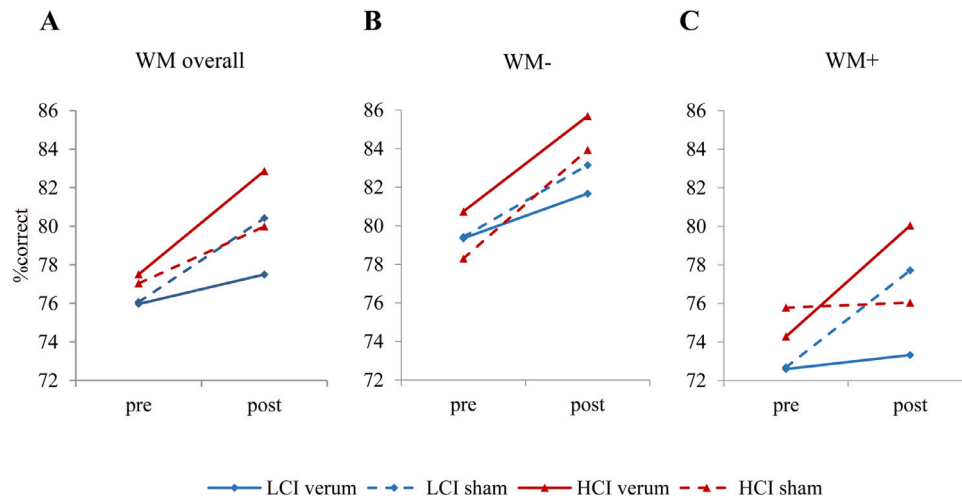 A
B
C
WM overall
WM-
WM+
86
84
82
80
78
76
74
72
%correct
pre post
86
84
82
80
78
76
74
72
pre post
86
84
82
80
78
76
74
72
pre post
LCI verum LCI sham HCI verum HCI sham